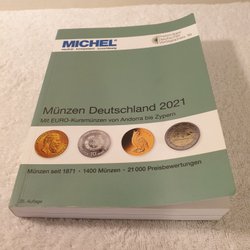 MICHEL
Münzen Deutschland 2021
Mit EURO-Kursmünzen von Andorra bis Zypern
Münzen seit 1871 · 1400 Münzen · 21 000 Preisbewertungen
Auflage